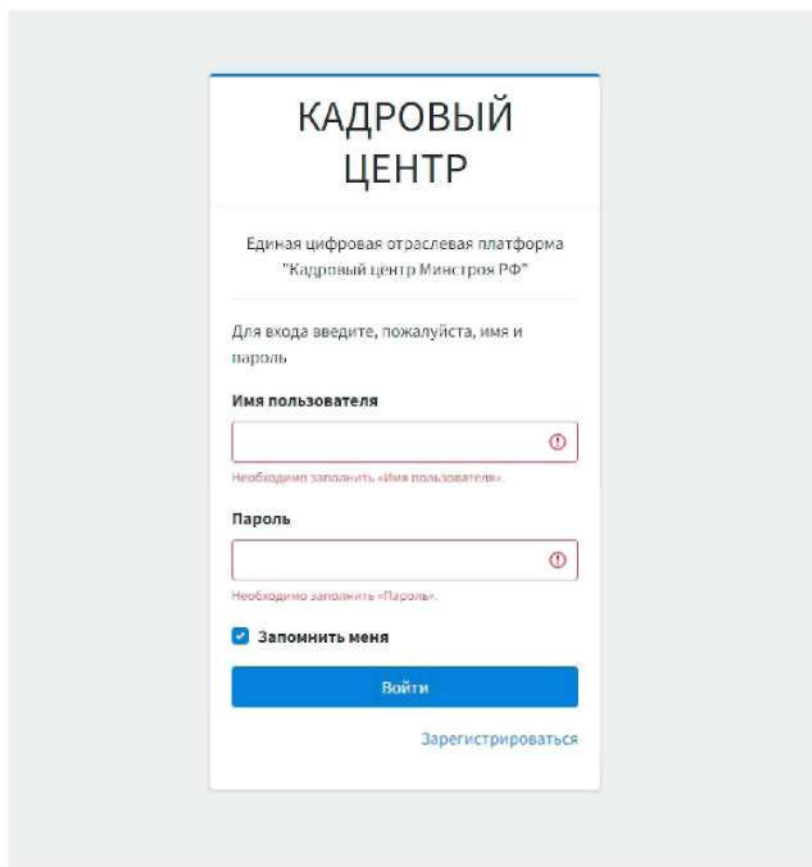 КАДРОВЫЙ
ЦЕНТР
Единая цифровая отраслевая платформа
"Кадровый центр Минстроя РФ"
Для входа введите, пожалуйста, имя и
пароль
Имя пользователя
Необходимо заполнить «Имя пользователя».
Пароль
Необходимо заполнить «Пароль».
Запомнить меня
Войти
Зарегистрироваться